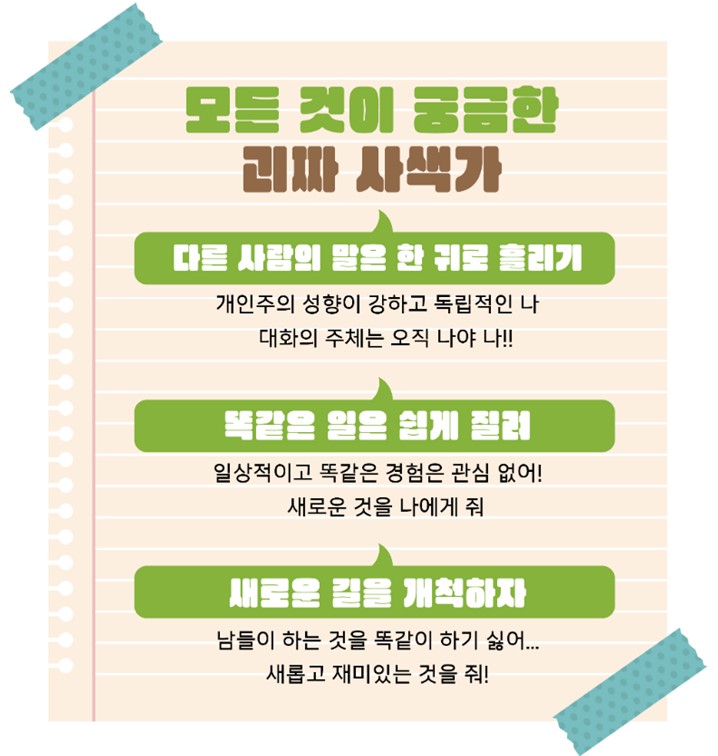 모든 것이 궁금한
괴짜 사색가
다른 사람의 말은 한 귀로 흘리기
개인주의 성향이 강하고 독립적인 나
대화의 주체는 오직 나야 나!!
똑같은 일은 쉽게 질려
일상적이고 똑같은 경험은 관심 없어!
새로운 것을 나에게 줘
새로운 길을 개척하자
남들이 하는 것을 똑같이 하기 싫어...
새롭고 재미있는 것을 줘!